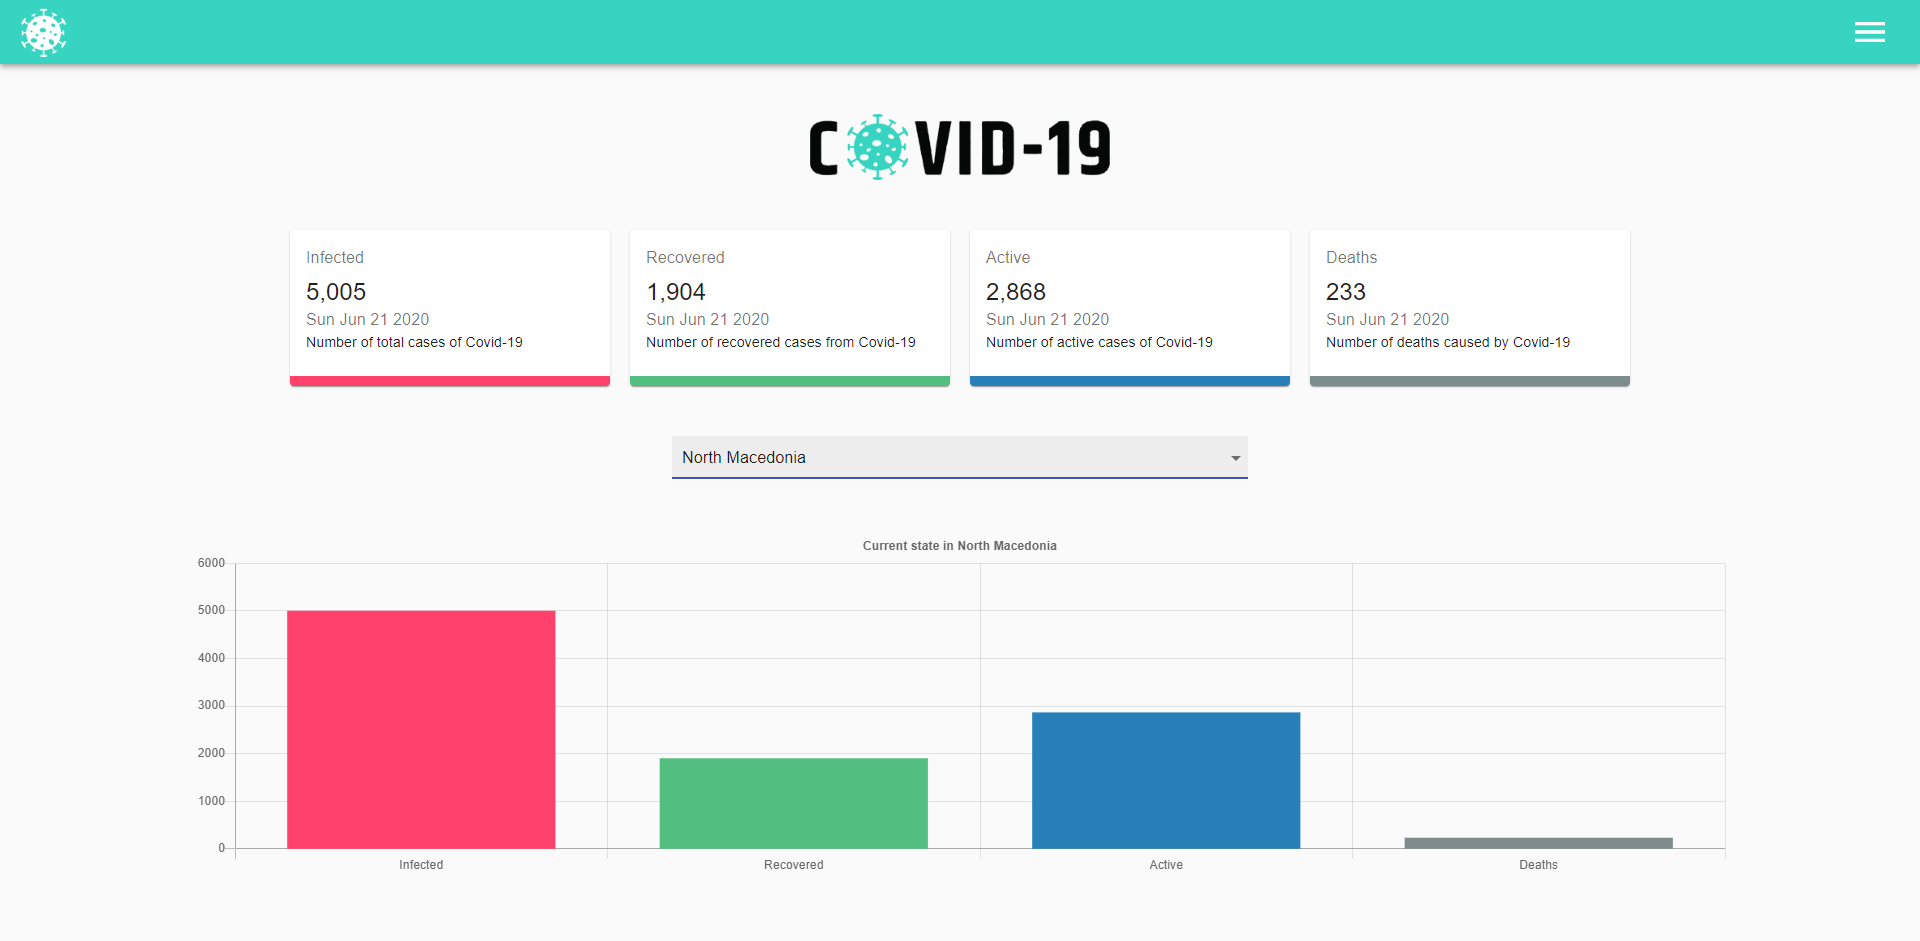 COVID-19
Infected
5,005
Sun Jun 21 2020
Number of total cases of Covid-19
Recovered
1,904
Sun Jun 21 2020
Number of recovered cases from Covid-19
Active
2,868
Sun Jun 21 2020
Number of active cases of Covid-19
Deaths
233
Sun Jun 21 2020
Number of deaths caused by Covid-19
North Macedonia
Current state in North Macedonia
6000
5000
4000
3000
2000
1000
0
Infected
Recovered
Active
Deaths